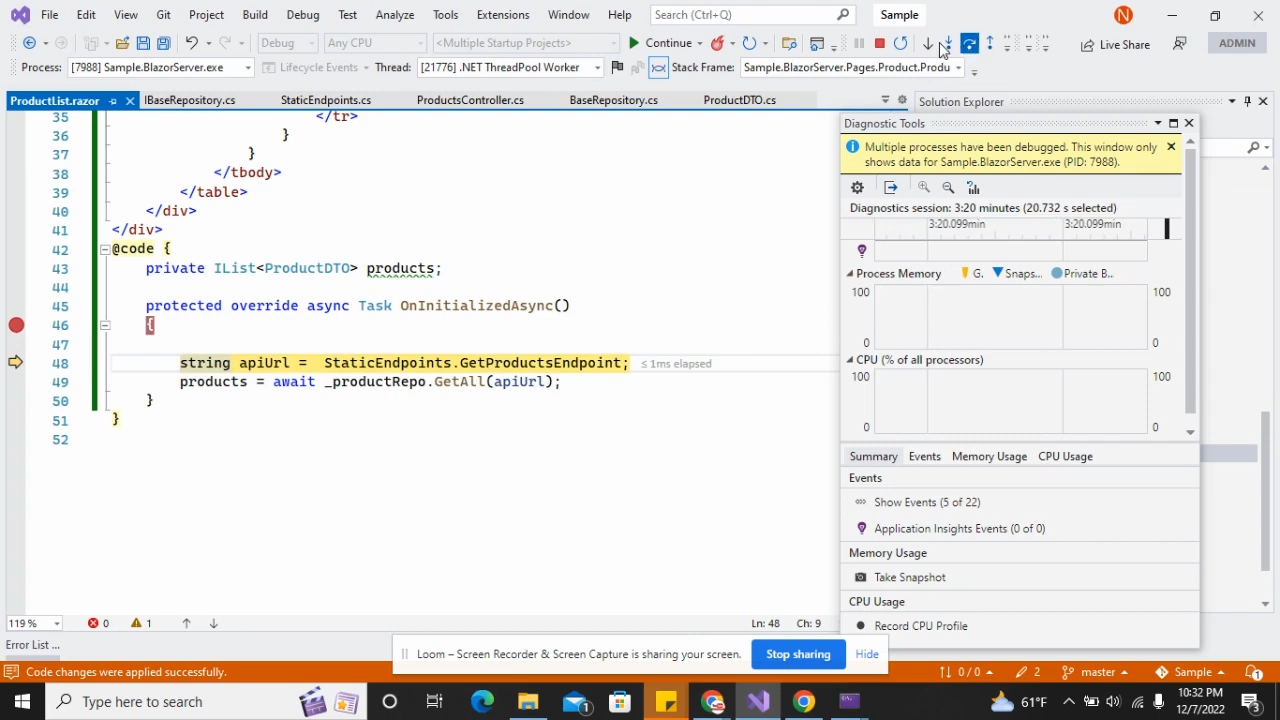 File Edit View Git Project Build Debug Test Analyze Tools Extensions Window Help Search (Ctrl+Q) Sample N
Debug Any CPU <Multiple Startup Projects> Continue Live Share ADMIN
Process: [7988] Sample.BlazorServer.exe Lifecycle Events Thread: [21776] .NET ThreadPool Worker Stack Frame: Sample.BlazorServer.Pages.Product.Produ
ProductList.razor IBaseRepository.cs StaticEndpoints.cs ProductsController.cs BaseRepository.cs ProductDTO.cs Solution Explorer
35 </tr>
36 }
37 }
38 </tbody>
39 </table>
40 </div>
41 </div>
42 @code {
43 private IList<ProductDTO> products;
44
45 protected override async Task OnInitializedAsync()
46 {
47
48 string apiUrl = StaticEndpoints.GetProductsEndpoint; ≤ 1ms elapsed
49 products = await _productRepo.GetAll(apiUrl);
50 }
51 }
52
Diagnostic Tools
Multiple processes have been debugged. This window only
shows data for Sample.BlazorServer.exe (PID: 7988).
Diagnostics session: 3:20 minutes (20.732 s selected)
3:20.099min 3:20.099min
Process Memory G. Snaps... Private B...
100 100
0 0
CPU (% of all processors)
100 100
0 0
Summary Events Memory Usage CPU Usage
Events
Show Events (5 of 22)
Application Insights Events (0 of 0)
Memory Usage
Take Snapshot
CPU Usage
Record CPU Profile
119 % 0 1 Ln: 48 Ch: 9
Error List ...
Loom – Screen Recorder & Screen Capture is sharing your screen. Stop sharing Hide
Code changes were applied successfully. 0 / 0 2 master Sample 1
Type here to search 1 61°F 10:32 PM
12/7/2022 3